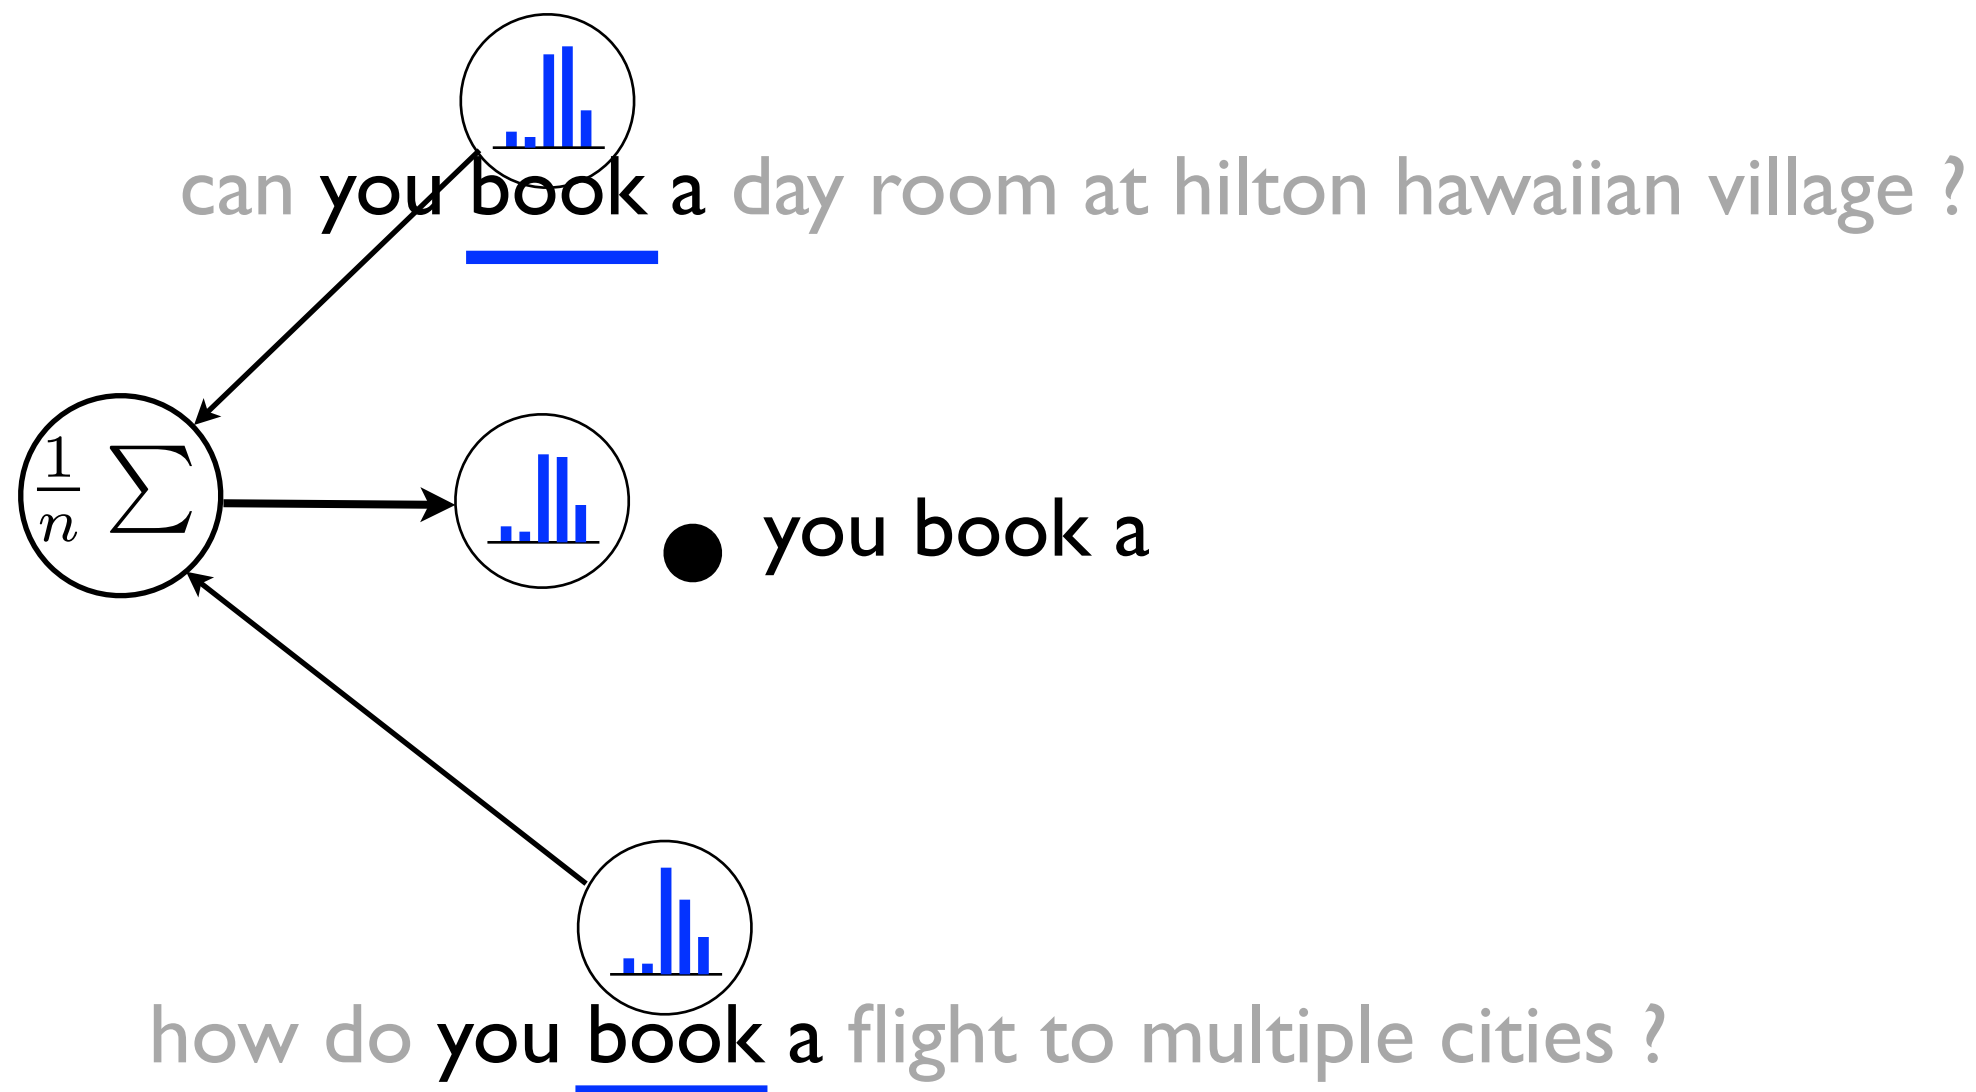 can you book a day room at hilton hawaiian village ?
1/n ∑
you book a
how do you book a flight to multiple cities ?